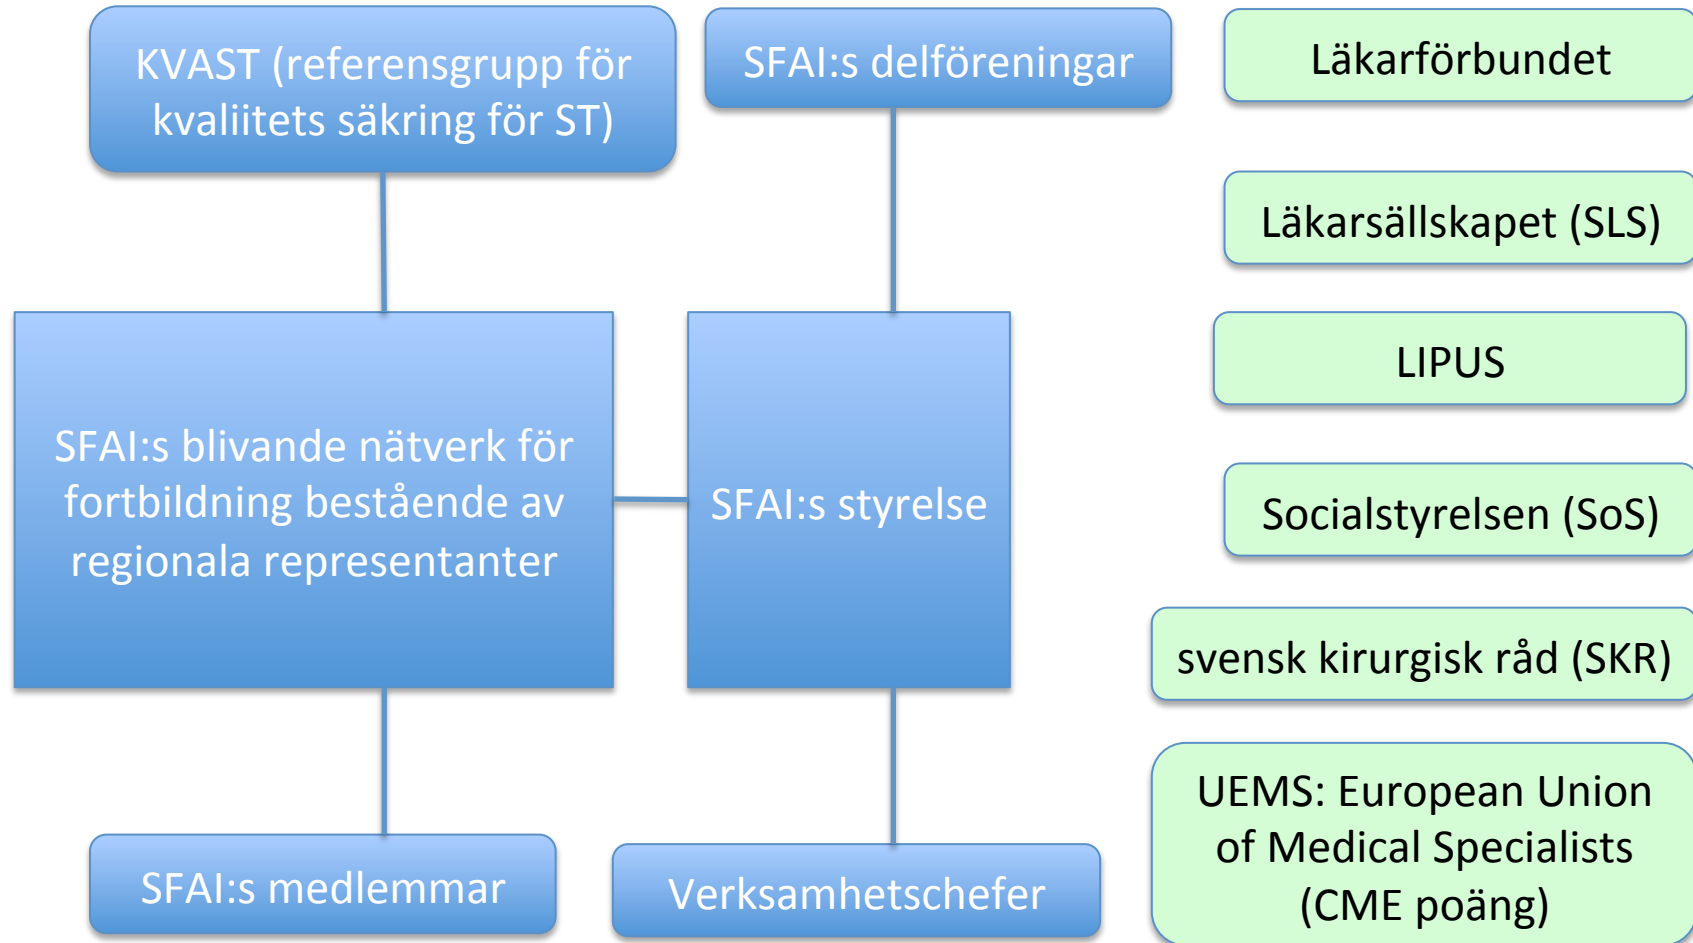 KVAST (referensgrupp för
kvaliitets säkring för ST)
SFAI:s delföreningar
SFAI:s blivande nätverk för
fortbildning bestående av
regionala representanter
SFAI:s styrelse
SFAI:s medlemmar
Verksamhetschefer
Läkarförbundet
Läkarsällskapet (SLS)
LIPUS
Socialstyrelsen (SoS)
svensk kirurgisk råd (SKR)
UEMS: European Union
of Medical Specialists
(CME poäng)